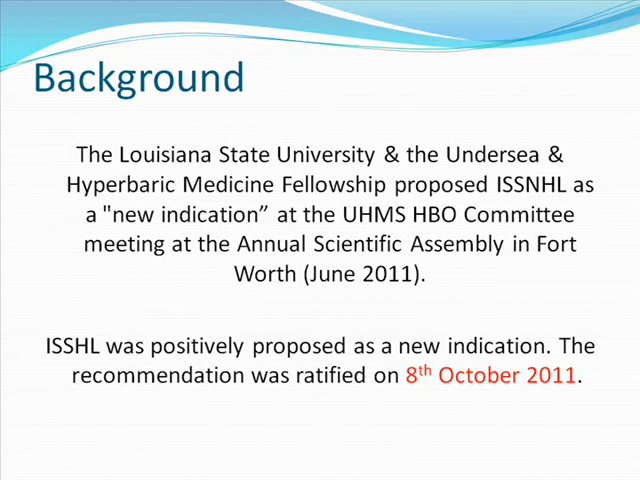 Background
The Louisiana State University & the Undersea &
Hyperbaric Medicine Fellowship proposed ISSNHL as
a "new indication” at the UHMS HBO Committee
meeting at the Annual Scientific Assembly in Fort
Worth (June 2011).
ISSHL was positively proposed as a new indication. The
recommendation was ratified on 8th October 2011.